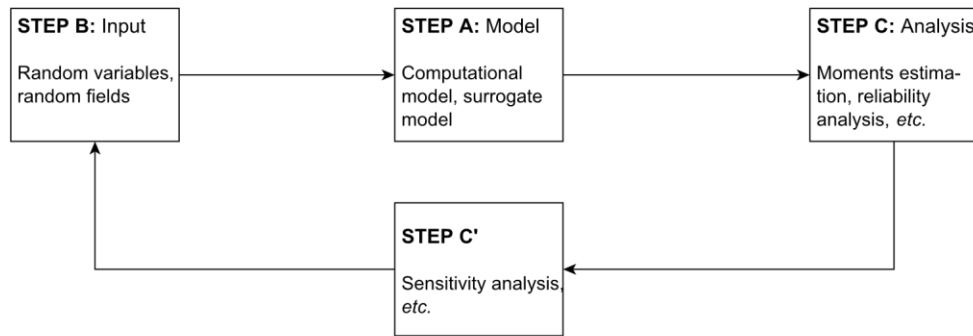 STEP B: Input
Random variables,
random fields
STEP A: Model
Computational
model, surrogate
model
STEP C: Analysis
Moments estima-
tion, reliability
analysis, etc.
STEP C'
Sensitivity analysis,
etc.